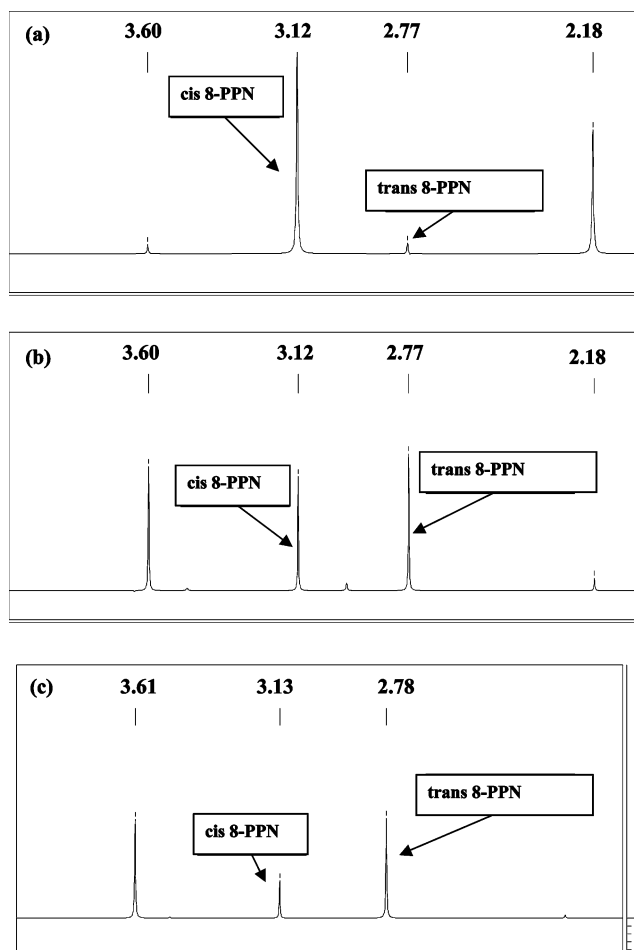 (a) 3.60 3.12 2.77 2.18
cis 8-PPN
trans 8-PPN
(b) 3.60 3.12 2.77 2.18
trans 8-PPN
cis 8-PPN
(c) 3.61 3.13 2.78
trans 8-PPN
cis 8-PPN